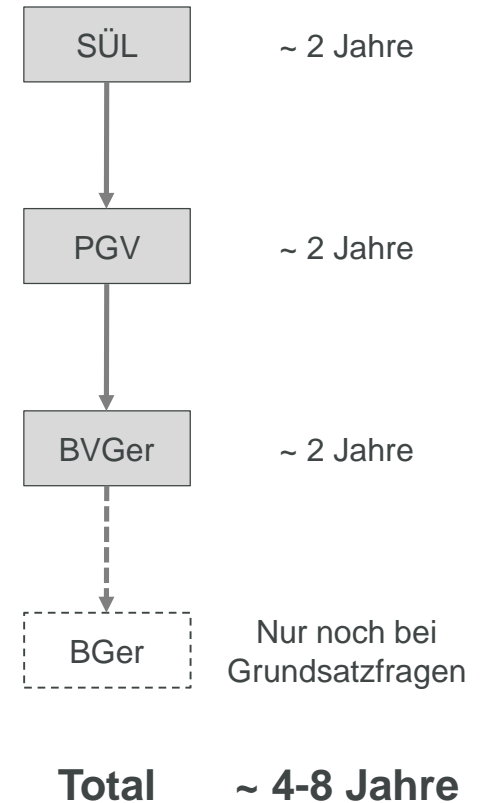 SÜL ~ 2 Jahre
PGV ~ 2 Jahre
BVGer ~ 2 Jahre
BGer Nur noch bei
Grundsatzfragen
Total ~ 4-8 Jahre